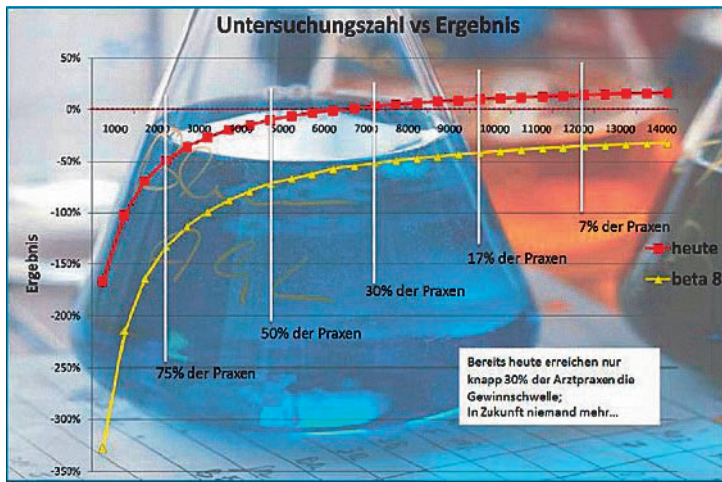 Untersuchungszahl vs Ergebnis
50%
0%
-50%
-100%
-150%
-200%
-250%
-300%
-350%
Ergebnis
1000 2000 3000 4000 5000 6000 7000 8000 9000 10000 11000 12000 13000 14000
7% der Praxen
17% der Praxen
30% der Praxen
50% der Praxen
75% der Praxen
heute
beta 8
Bereits heute erreichen nur
knapp 30% der Arztpraxen die
Gewinnschwelle;
In Zukunft niemand mehr...